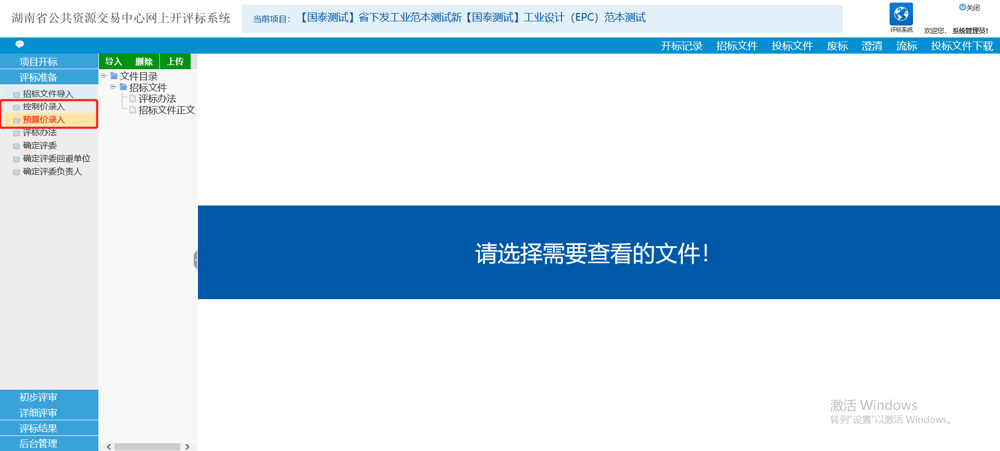 湖南省公共资源交易中心网上开评标系统
当前项目：【国泰测试】省下发工业范本测试新【国泰测试】工业设计（EPC）范本测试
评标系统
关闭
欢迎您，系统管理员！
开标记录 招标文件 投标文件 废标 澄清 流标 投标文件下载
项目开标
评标准备
招标文件导入
控制价录入
预算价录入
评标办法
确定评委
确定评委回避单位
确定评委负责人
初步评审
详细评审
评标结果
后台管理
导入 删除 上传
文件目录
招标文件
评标办法
招标文件正文
请选择需要查看的文件！
激活 Windows
转到“设置”以激活 Windows。